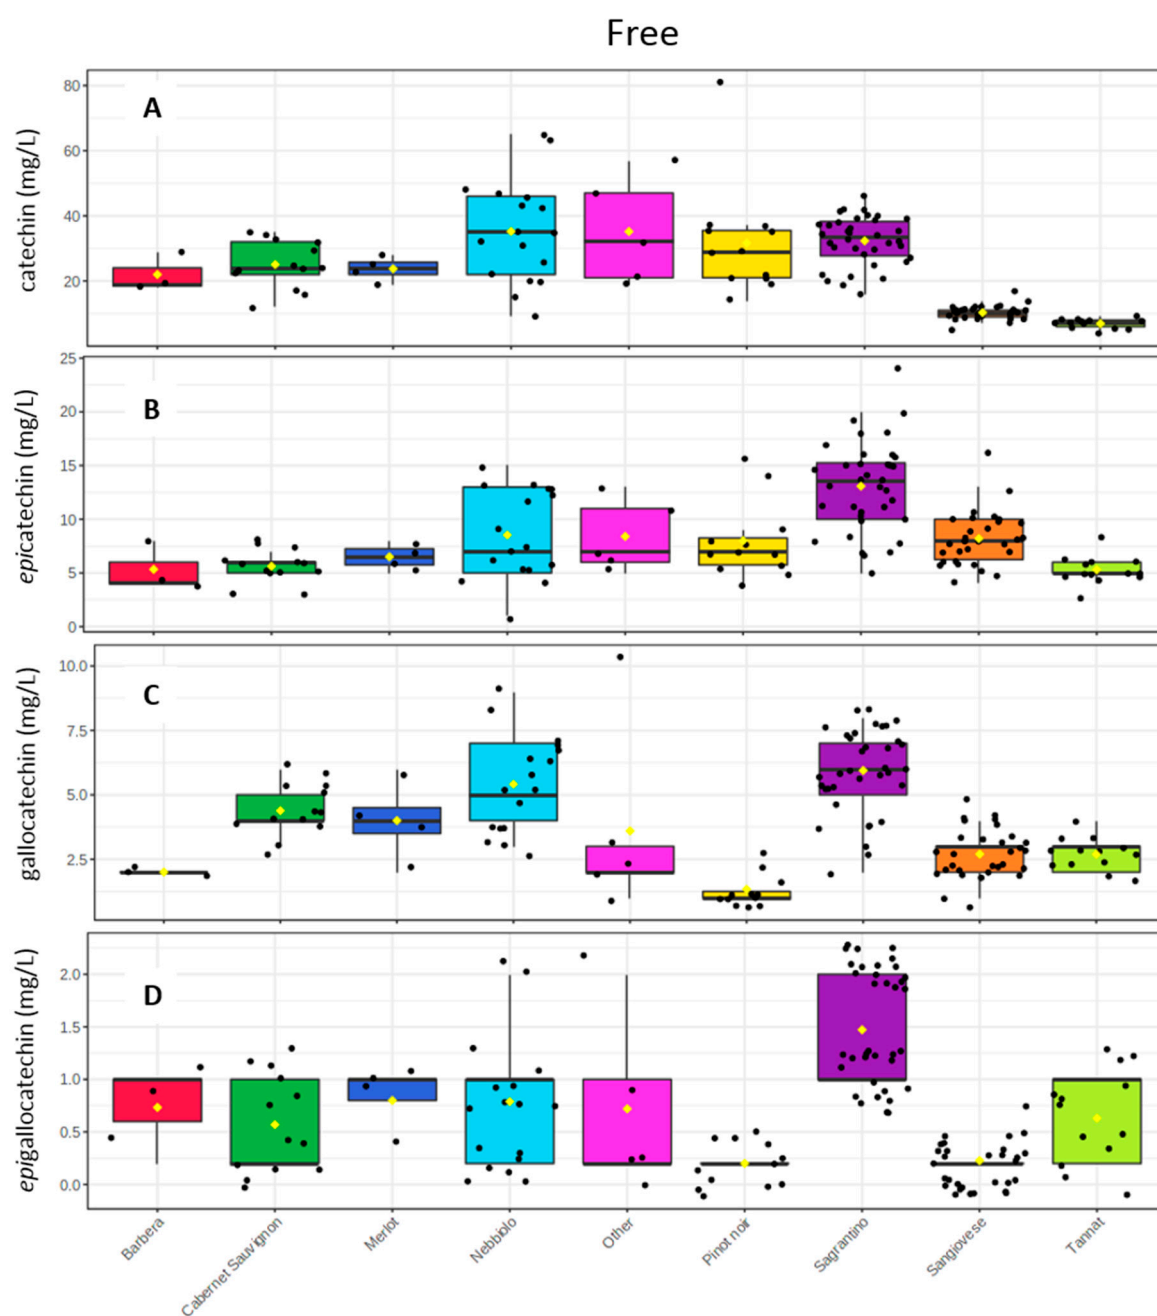 Free
A
catechin (mg/L)
80
60
40
20
B
epicatechin (mg/L)
25
20
15
10
5
0
C
gallocatechin (mg/L)
10.0
7.5
5.0
2.5
D
epigallocatechin (mg/L)
2.0
1.5
1.0
0.5
0.0
Barbera
Cabernet Sauvignon
Merlot
Nebbiolo
Other
Pinot noir
Sagrantino
Sangiovese
Tannat